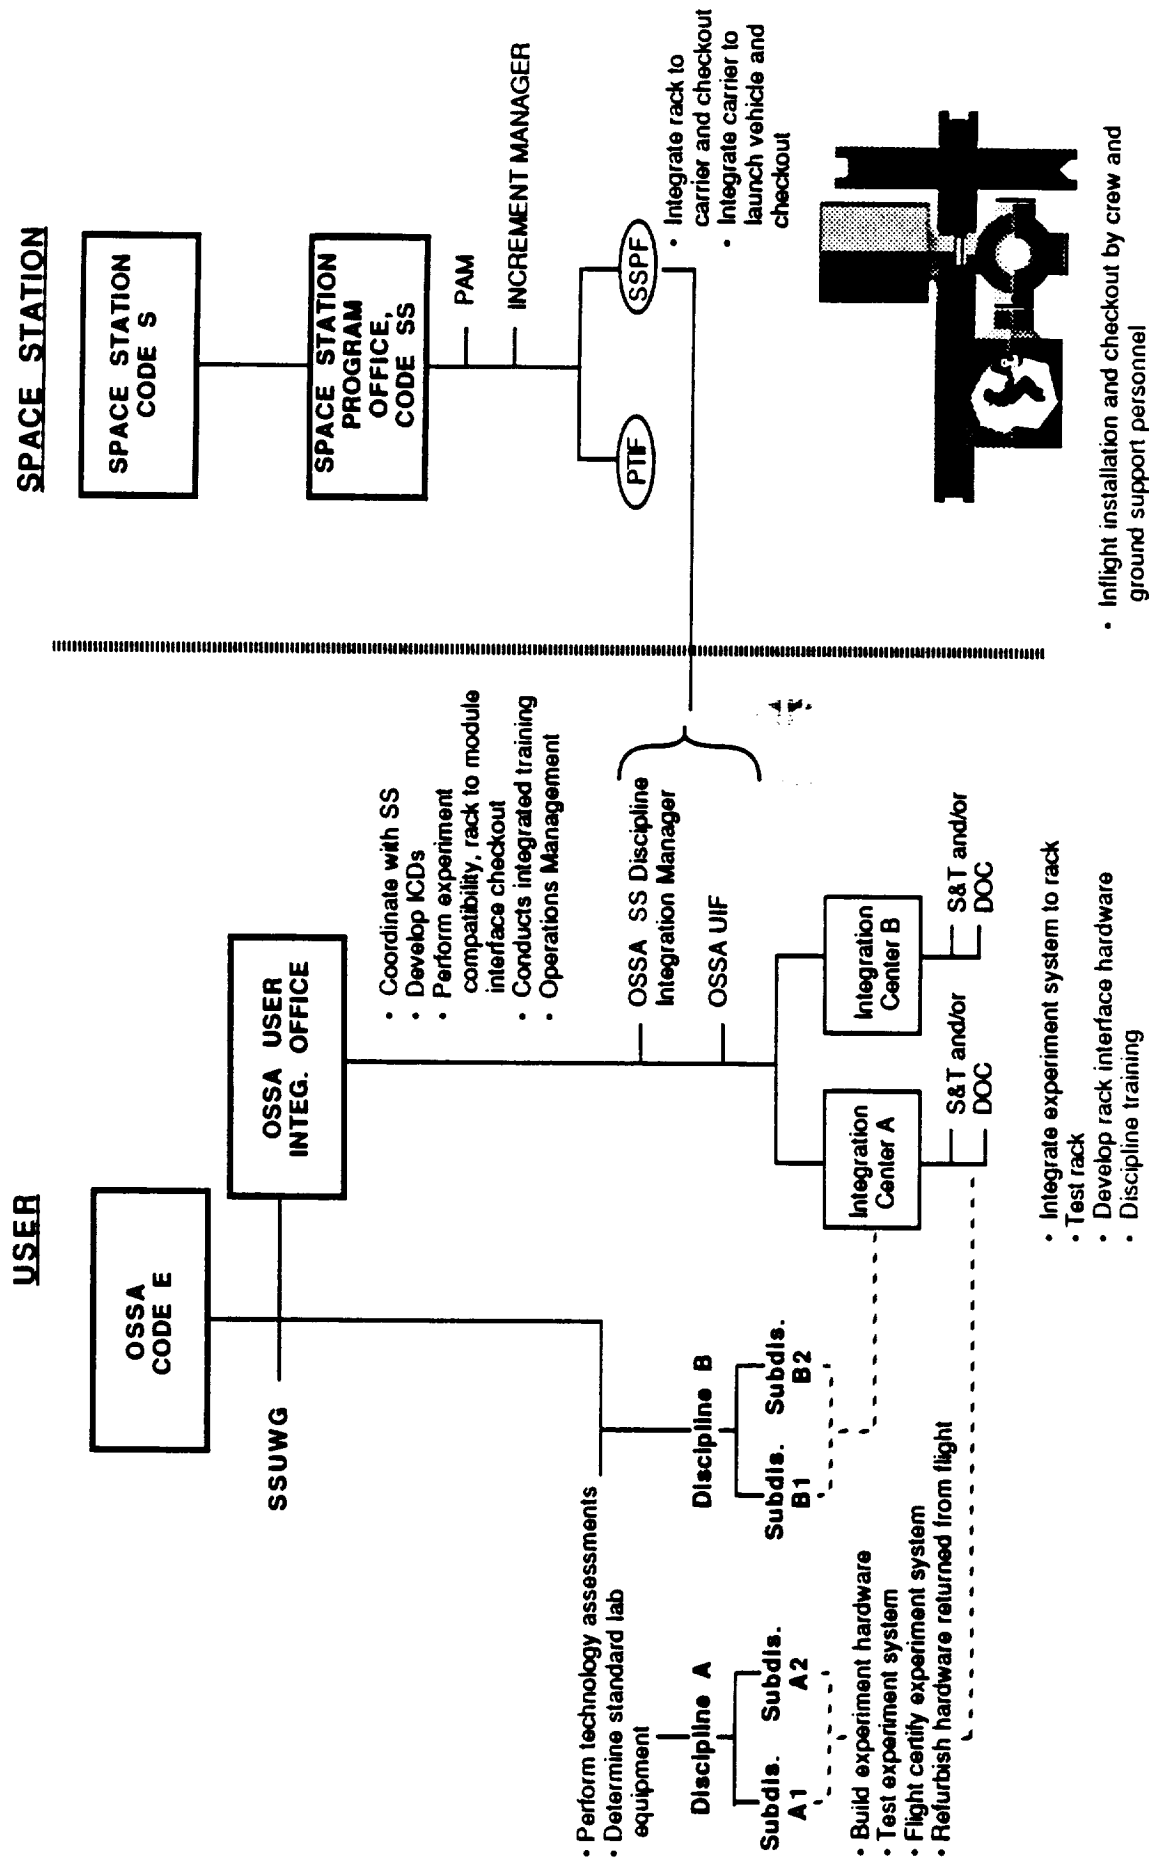 USER
OSSA
CODE E
SSUWG
OSSA USER
INTEG. OFFICE
• Coordinate with SS
• Develop ICDs
• Perform experiment
compatibility, rack to module
interface checkout
• Conducts integrated training
• Operations Management
• Perform technology assessments
• Determine standard lab
equipment
Discipline A
Subdis.
A1
Subdis.
A2
Discipline B
Subdis.
B1
Subdis.
B2
• Build experiment hardware
• Test experiment system
• Flight certify experiment system
• Refurbish hardware returned from flight
OSSA SS Discipline
Integration Manager
OSSA UIF
Integration
Center A
S&T and/or
DOC
Integration
Center B
S&T and/or
DOC
• Integrate experiment system to rack
• Test rack
• Develop rack interface hardware
• Discipline training
SPACE STATION
SPACE STATION
CODE S
SPACE STATION
PROGRAM
OFFICE,
CODE SS
PAM
INCREMENT MANAGER
PTIF
SSPF
• Integrate rack to
carrier and checkout
• Integrate carrier to
launch vehicle and
checkout
• Inflight installation and checkout by crew and
ground support personnel